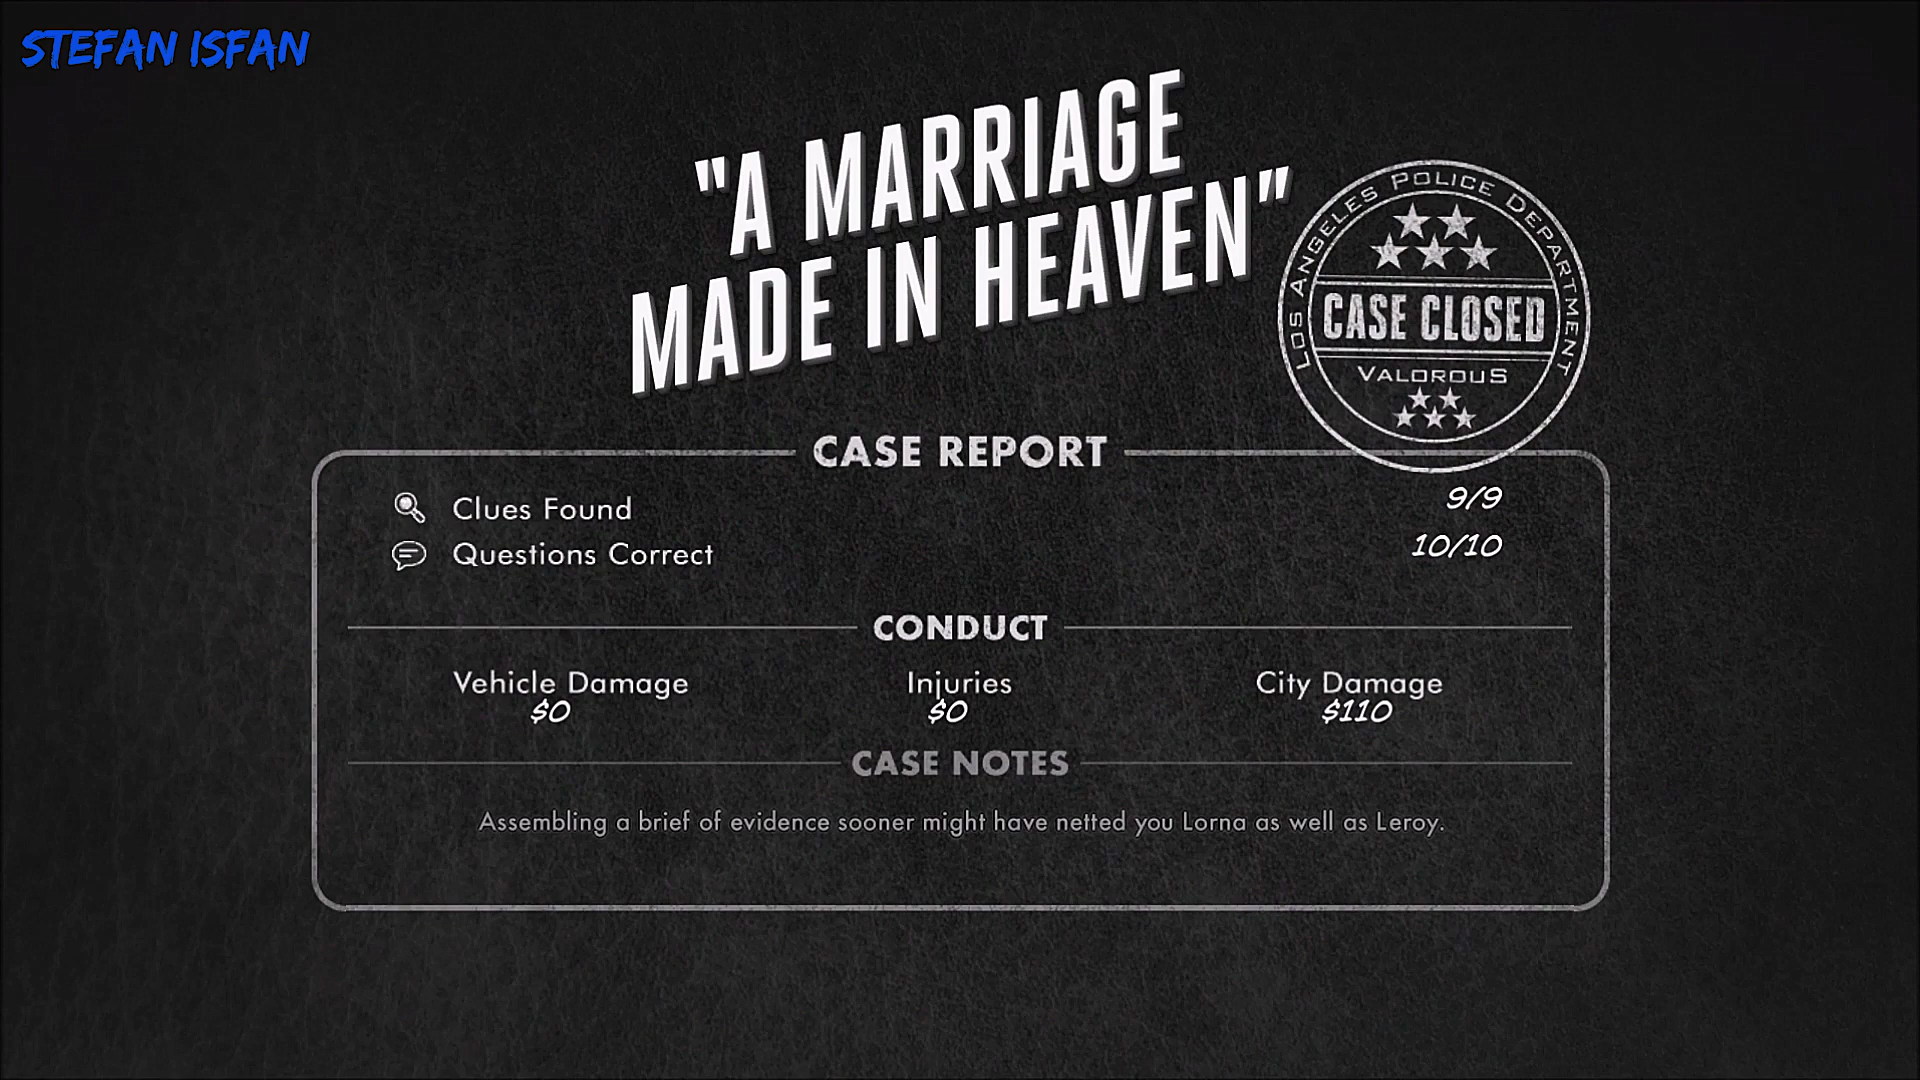 STEFAN ISFAN
"A MARRIAGE
MADE IN HEAVEN"
LOS ANGELES POLICE DEPARTMENT
CASE CLOSED
VALOROUS
CASE REPORT
Clues Found 9/9
Questions Correct 10/10
CONDUCT
Vehicle Damage Injuries City Damage
$0 $0 $110
CASE NOTES
Assembling a brief of evidence sooner might have netted you Lorna as well as Leroy.